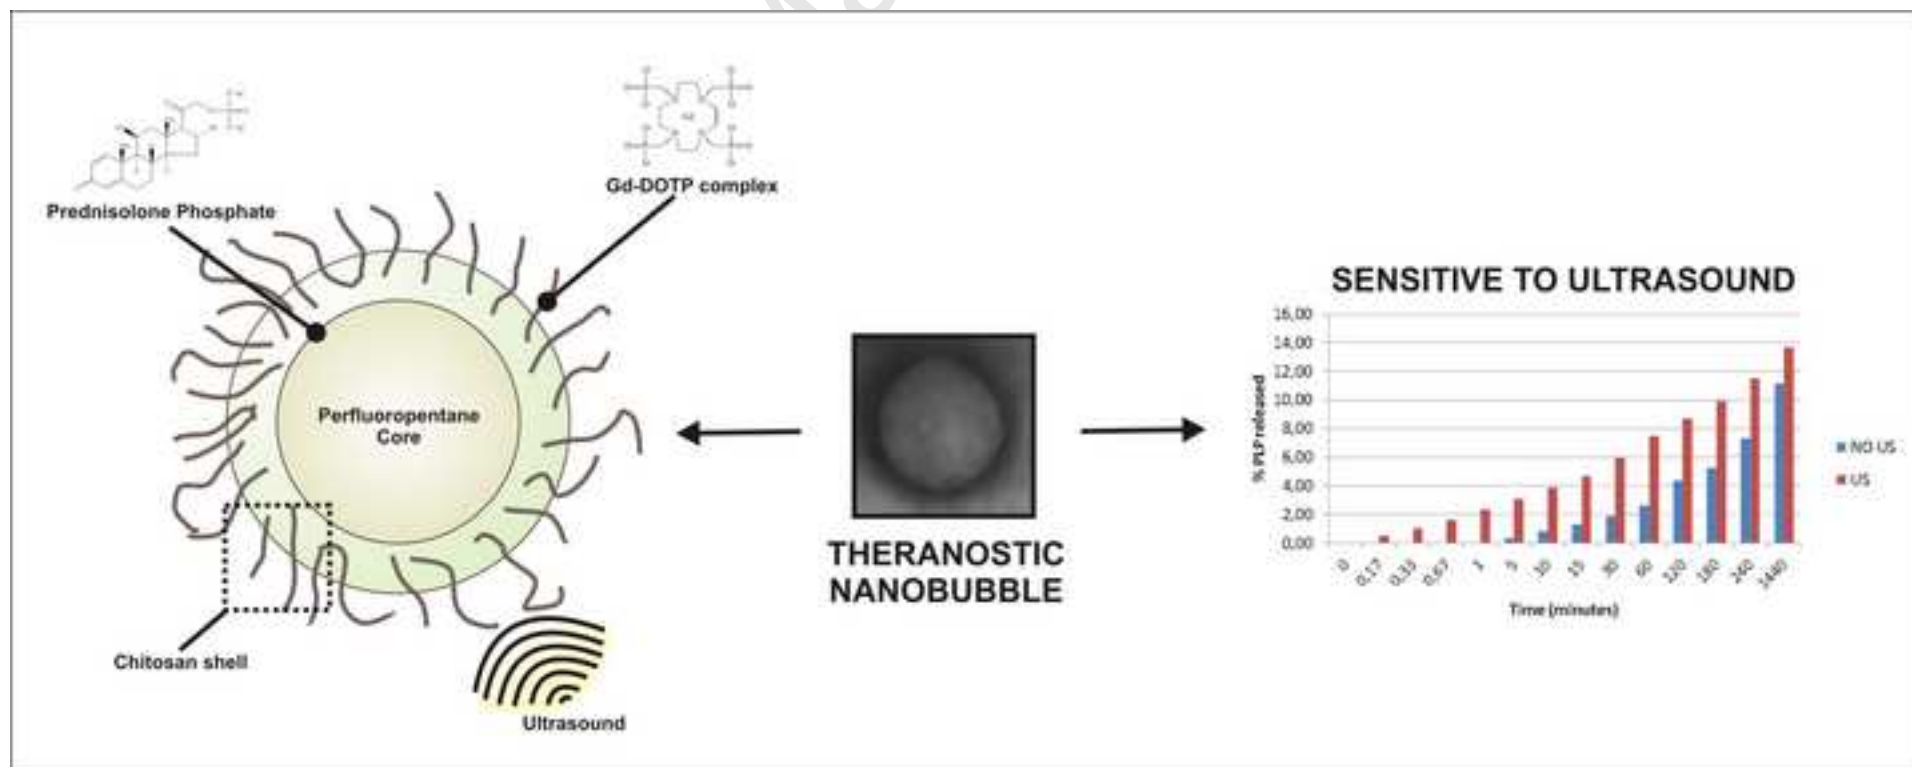 Prednisolone Phosphate
Gd-DOTP complex
Perfluoropentane
Core
Chitosan shell
Ultrasound
THERANOSTIC
NANOBUBBLE
SENSITIVE TO ULTRASOUND
% PLP released
16,00
14,00
12,00
10,00
8,00
6,00
4,00
2,00
0,00
0
0,17
0,33
0,67
1
5
10
15
30
60
120
180
240
1440
Time (minutes)
NO US
US